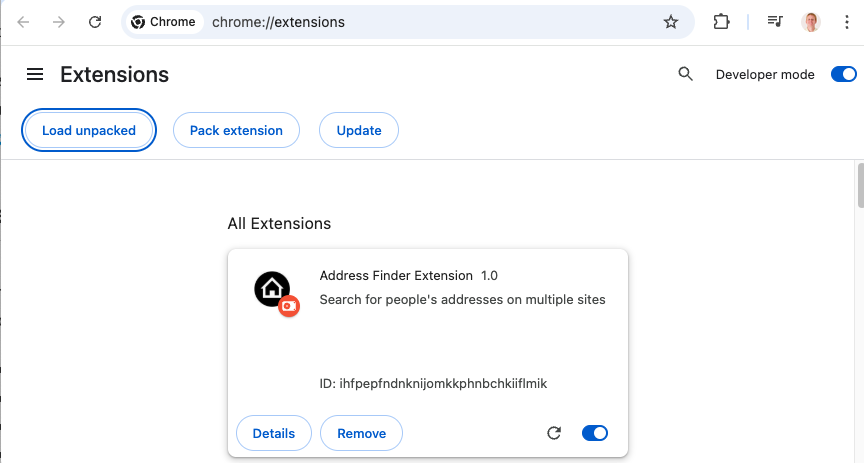 Chrome chrome://extensions
Extensions
Developer mode
Load unpacked Pack extension Update
All Extensions
Address Finder Extension 1.0
Search for people's addresses on multiple sites
ID: ihfpepfndnknijomkkphnbchkiiflmik
Details Remove